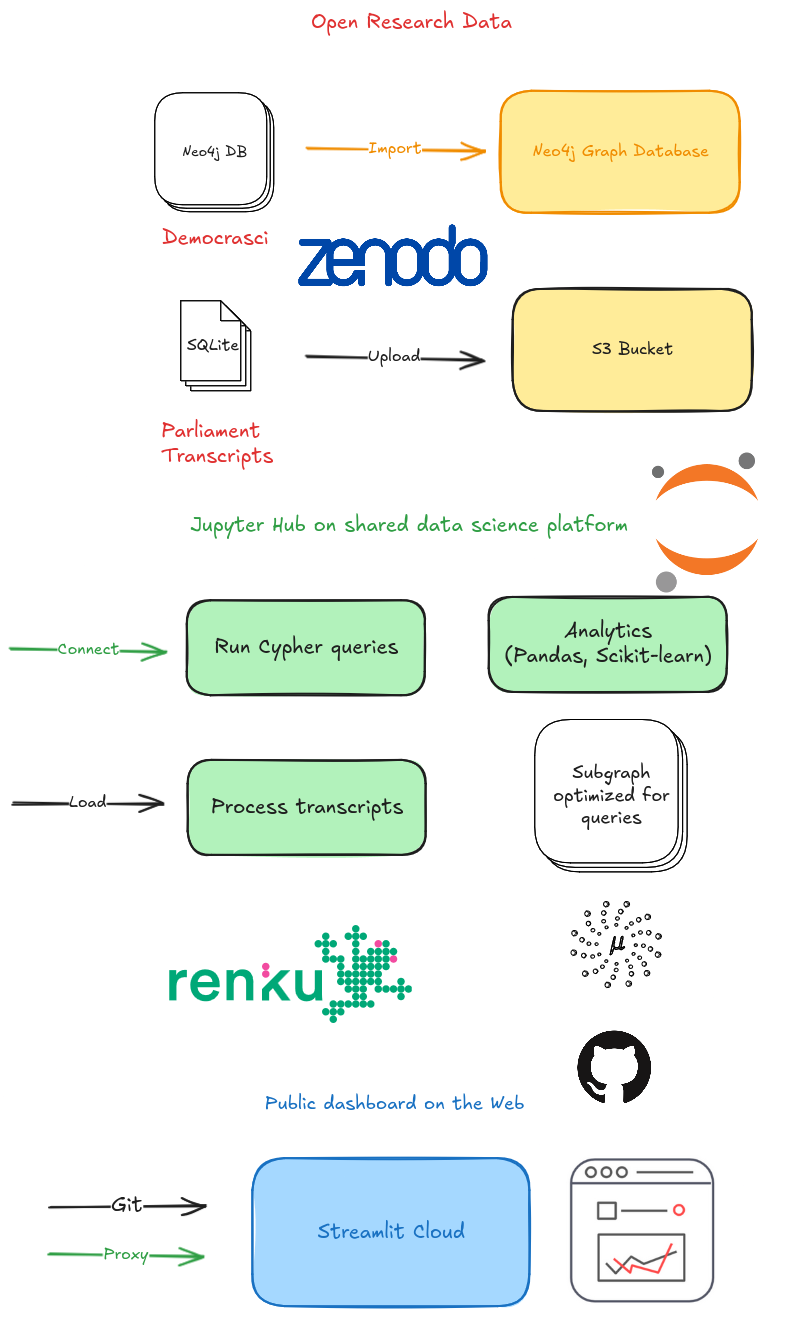 Open Research Data
Neo4j DB
Import
Neo4j Graph Database
Democrasci
zenodo
SQLite
Upload
S3 Bucket
Parliament
Transcripts
Jupyter Hub on shared data science platform
Connect
Run Cypher queries
Analytics
(Pandas, Scikit-learn)
Load
Process transcripts
Subgraph
optimized for
queries
μ
renku
Public dashboard on the Web
Git
Proxy
Streamlit Cloud